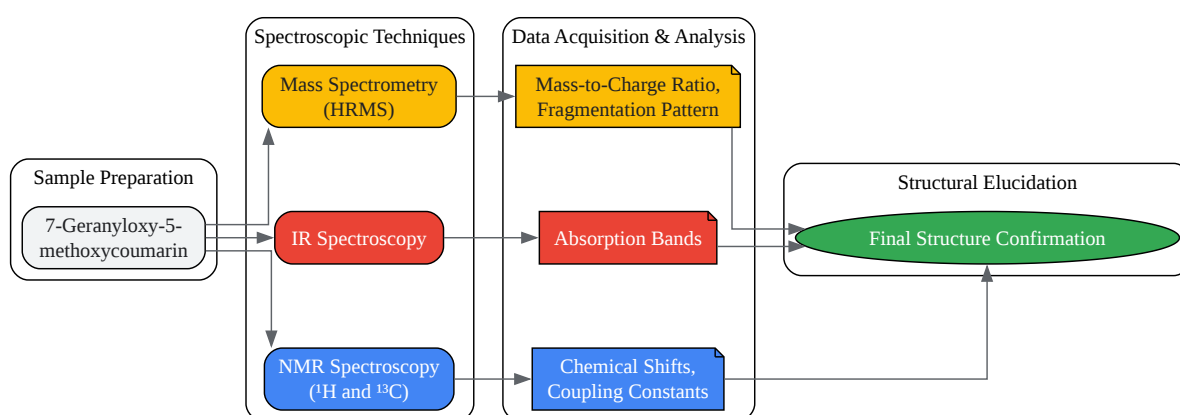 Sample Preparation
7-Geranyloxy-5-
methoxycoumarin
Spectroscopic Techniques
Mass Spectrometry
(HRMS)
IR Spectroscopy
NMR Spectroscopy
(¹H and ¹³C)
Data Acquisition & Analysis
Mass-to-Charge Ratio,
Fragmentation Pattern
Absorption Bands
Chemical Shifts,
Coupling Constants
Structural Elucidation
Final Structure Confirmation